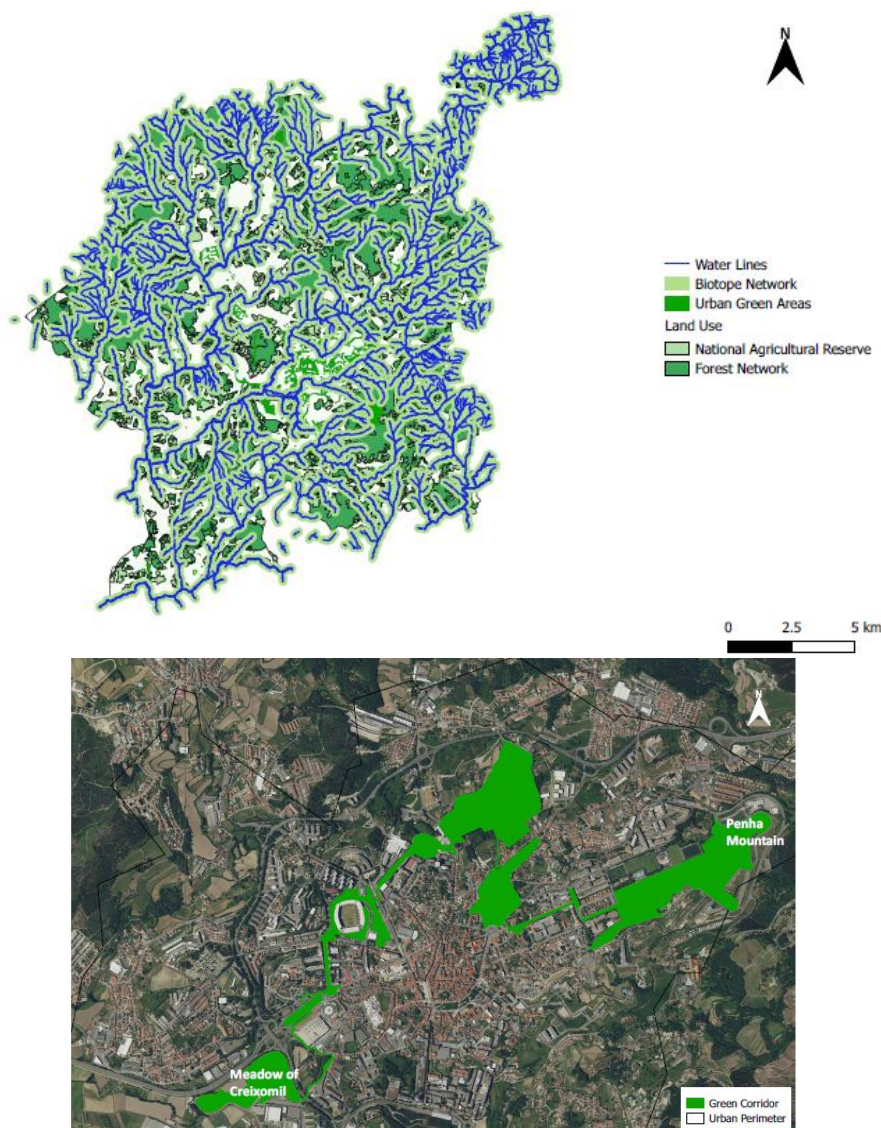 N
Water Lines
Biotope Network
Urban Green Areas
Land Use
National Agricultural Reserve
Forest Network
0 2.5 5 km
N
Penha
Mountain
Meadow of
Creixomil
Green Corridor
Urban Perimeter